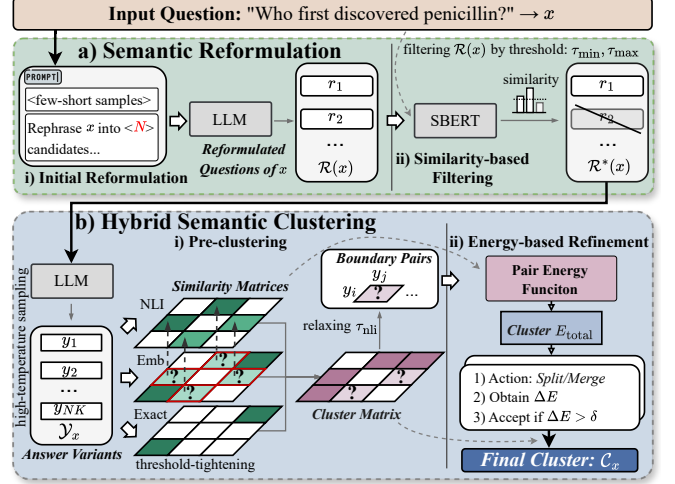 Input Question: "Who first discovered penicillin?" → x
a) Semantic Reformulation
filtering R(x) by threshold: τmin, τmax
PROMPT
<few-short samples>
Rephrase x into <N>
candidates...
i) Initial Reformulation
LLM
Reformulated
Questions of x
r1
r2
R(x)
SBERT
similarity
ii) Similarity-based
Filtering
r1
r2
R*(x)
b) Hybrid Semantic Clustering
i) Pre-clustering
high-temperature sampling
LLM
y1
y2
...
yNK
Yx
Answer Variants
Similarity Matrices
NLI
Emb
? ? ? ?
Exact
threshold-tightening
Boundary Pairs
yj
yi ? ...
relaxing τnli
? ?
Cluster Matrix
ii) Energy-based Refinement
Pair Energy
Funciton
Cluster Etotal
1) Action: Split/Merge
2) Obtain ΔE
3) Accept if ΔE > δ
Final Cluster: Cx